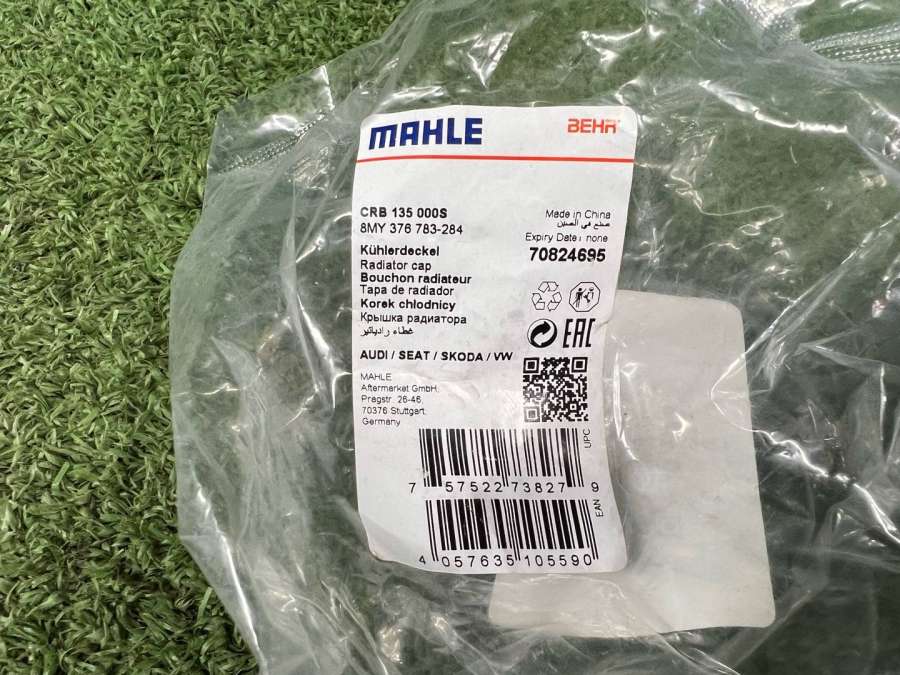 MAHLE
BEHR
CRB 135 000S
8MY 376 783-284
Made in China
صنع في الصين
Expiry Date: none
70824695
Kühlerdeckel
Radiator cap
Bouchon radiateur
Tapa de radiador
Korek chłodnicy
Крышка радиатора
غطاء رادياتير
EAC
AUDI / SEAT / SKODA / VW
MAHLE
Aftermarket GmbH,
Pragstr. 26-46,
70376 Stuttgart.
Germany
UPC
7 57522 73827 9
EAN
4 057635 105590